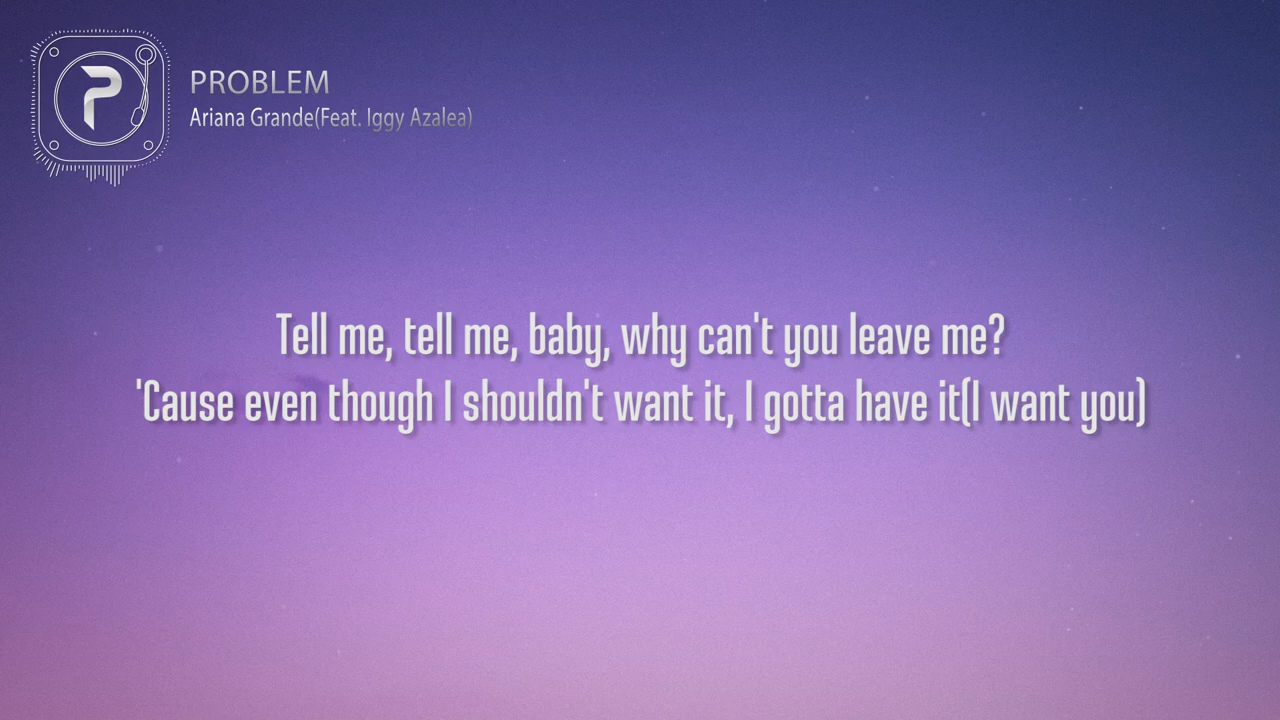 PROBLEM
Ariana Grande(Feat. Iggy Azalea)
Tell me, tell me, baby, why can't you leave me?
'Cause even though I shouldn't want it, I gotta have it(I want you)